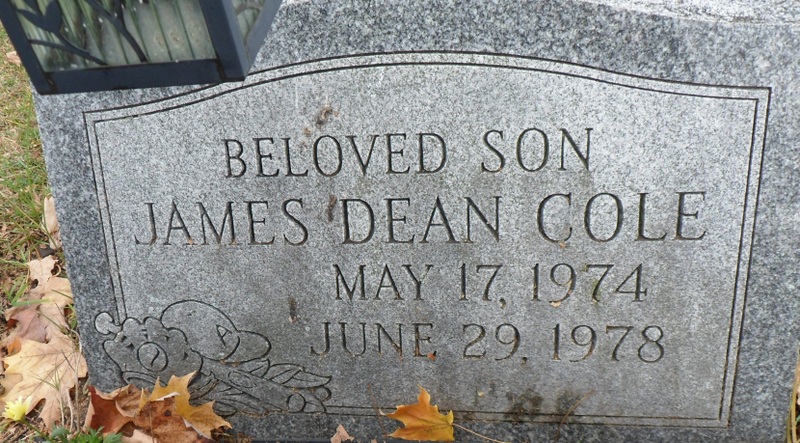 BELOVED SON
JAMES DEAN COLE
MAY 17, 1974
JUNE 29, 1978